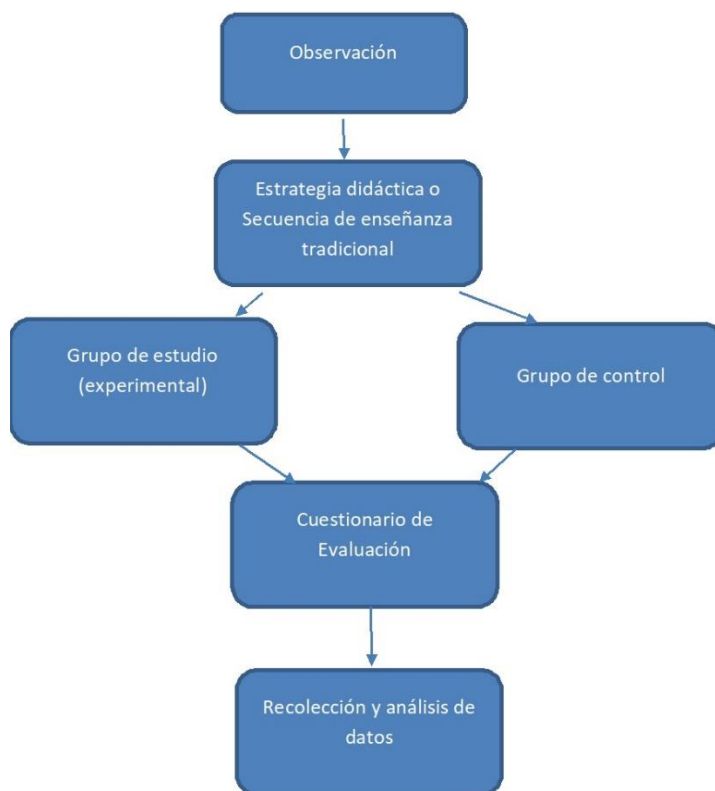 Observación
Estrategia didáctica o
Secuencia de enseñanza
tradicional
Grupo de estudio
(experimental)
Grupo de control
Cuestionario de
Evaluación
Recolección y análisis de
datos